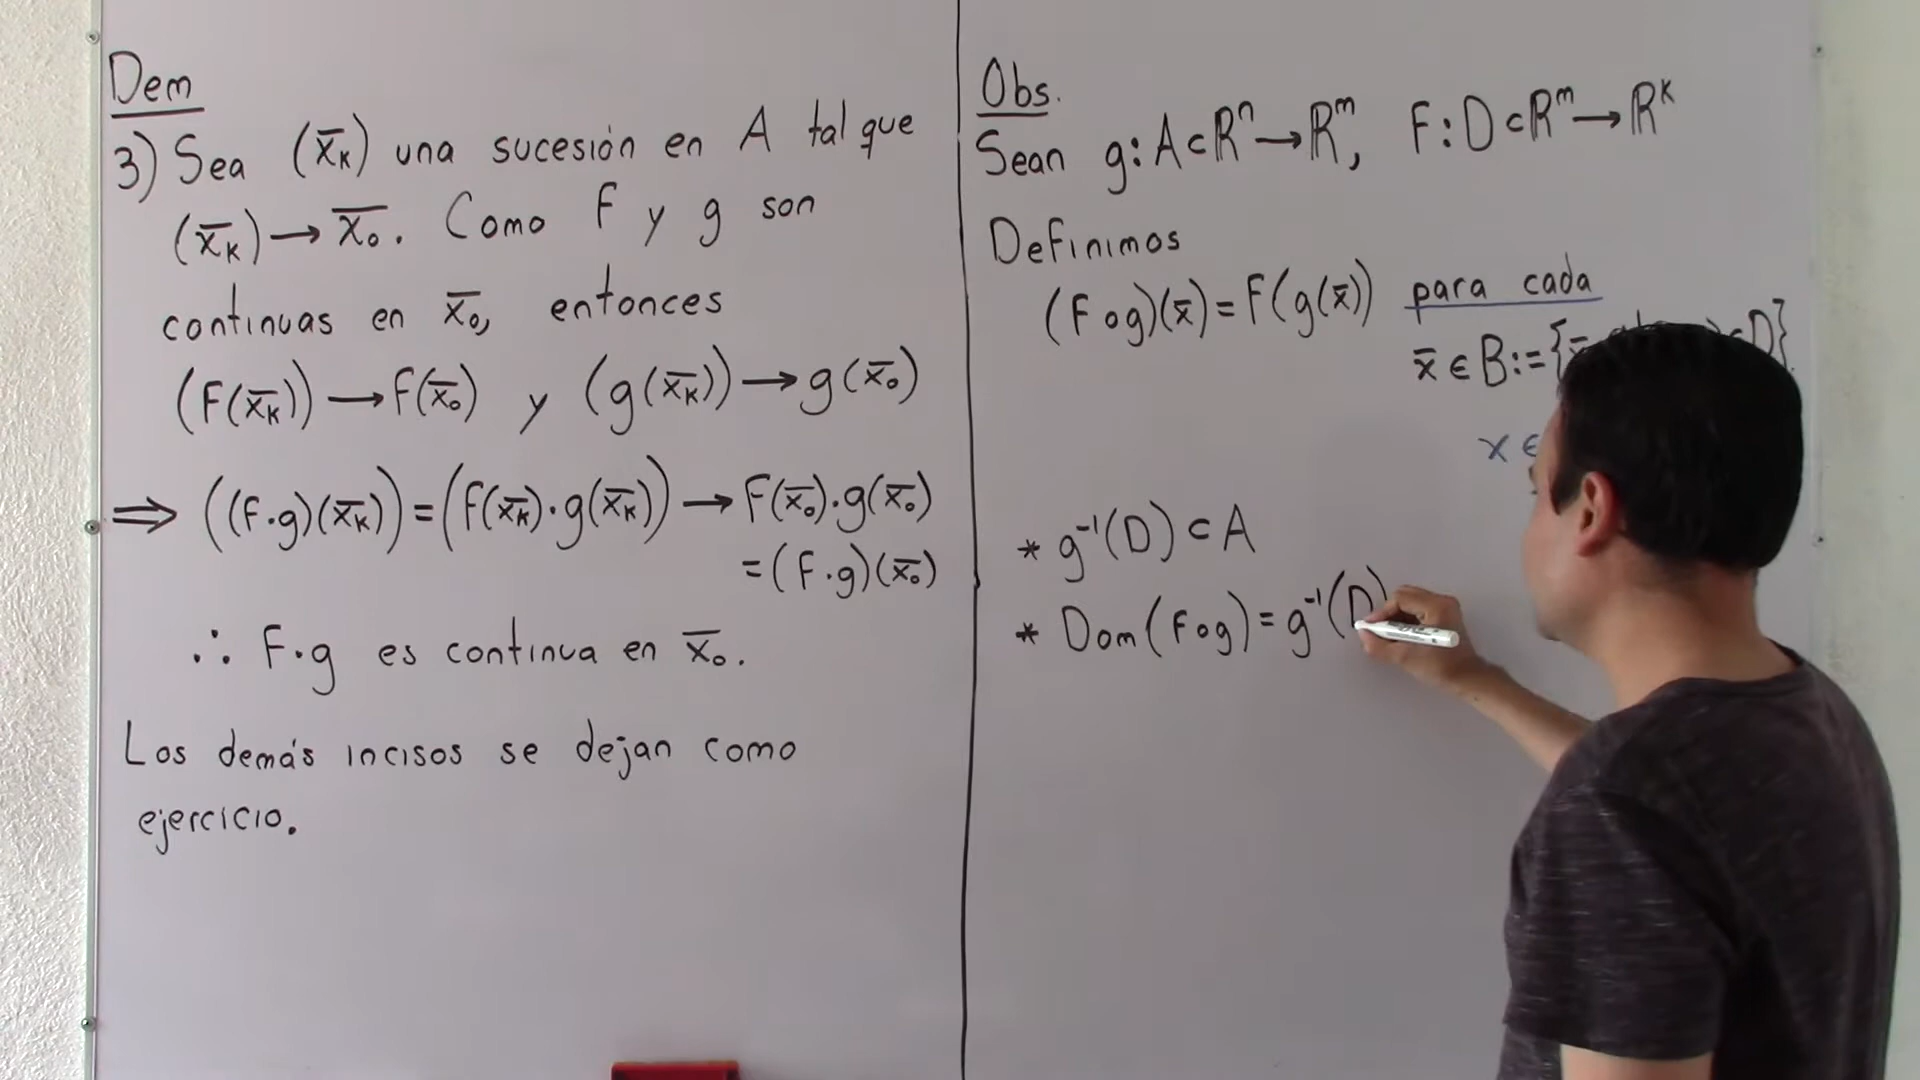 Dem
3) Sea (x̄ₖ) una sucesión en A tal que
(x̄ₖ) → x̄₀. Como f y g son
continuas en x̄₀, entonces
(f(x̄ₖ)) → f(x̄₀) y (g(x̄ₖ)) → g(x̄₀)
⇒ ((f·g)(x̄ₖ)) = (f(x̄ₖ)·g(x̄ₖ)) → f(x̄₀)·g(x̄₀)
= (f·g)(x̄₀)
∴ f·g es continua en x̄₀.
Los demás incisos se dejan como
ejercicio.
Obs.
Sean g: A⊂ℝⁿ → ℝᵐ, f: D⊂ℝᵐ → ℝᵏ
Definimos
(f∘g)(x̄) = f(g(x̄)) para cada
x̄ ∈ B := { D}.
x ∈
* g⁻¹(D) ⊂ A
* Dom(f∘g) = g⁻¹(D)